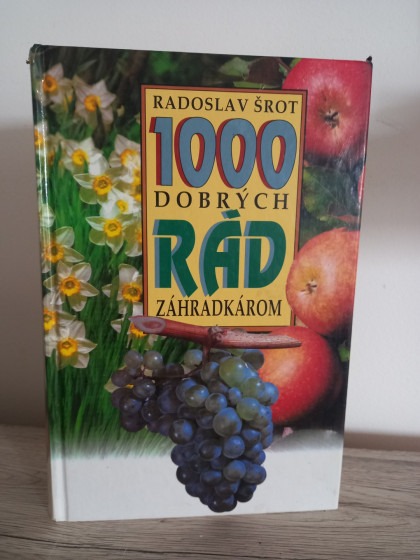 RADOSLAV ŠROT
1000
DOBRÝCH
RÁD
ZÁHRADKÁROM